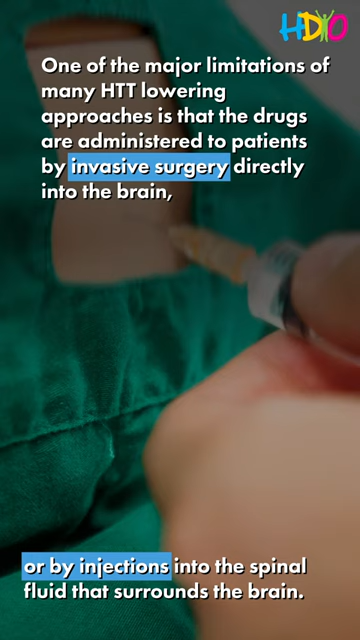 HDYO
One of the major limitations of
many HTT lowering
approaches is that the drugs
are administered to patients
by invasive surgery directly
into the brain,
or by injections into the spinal
fluid that surrounds the brain.